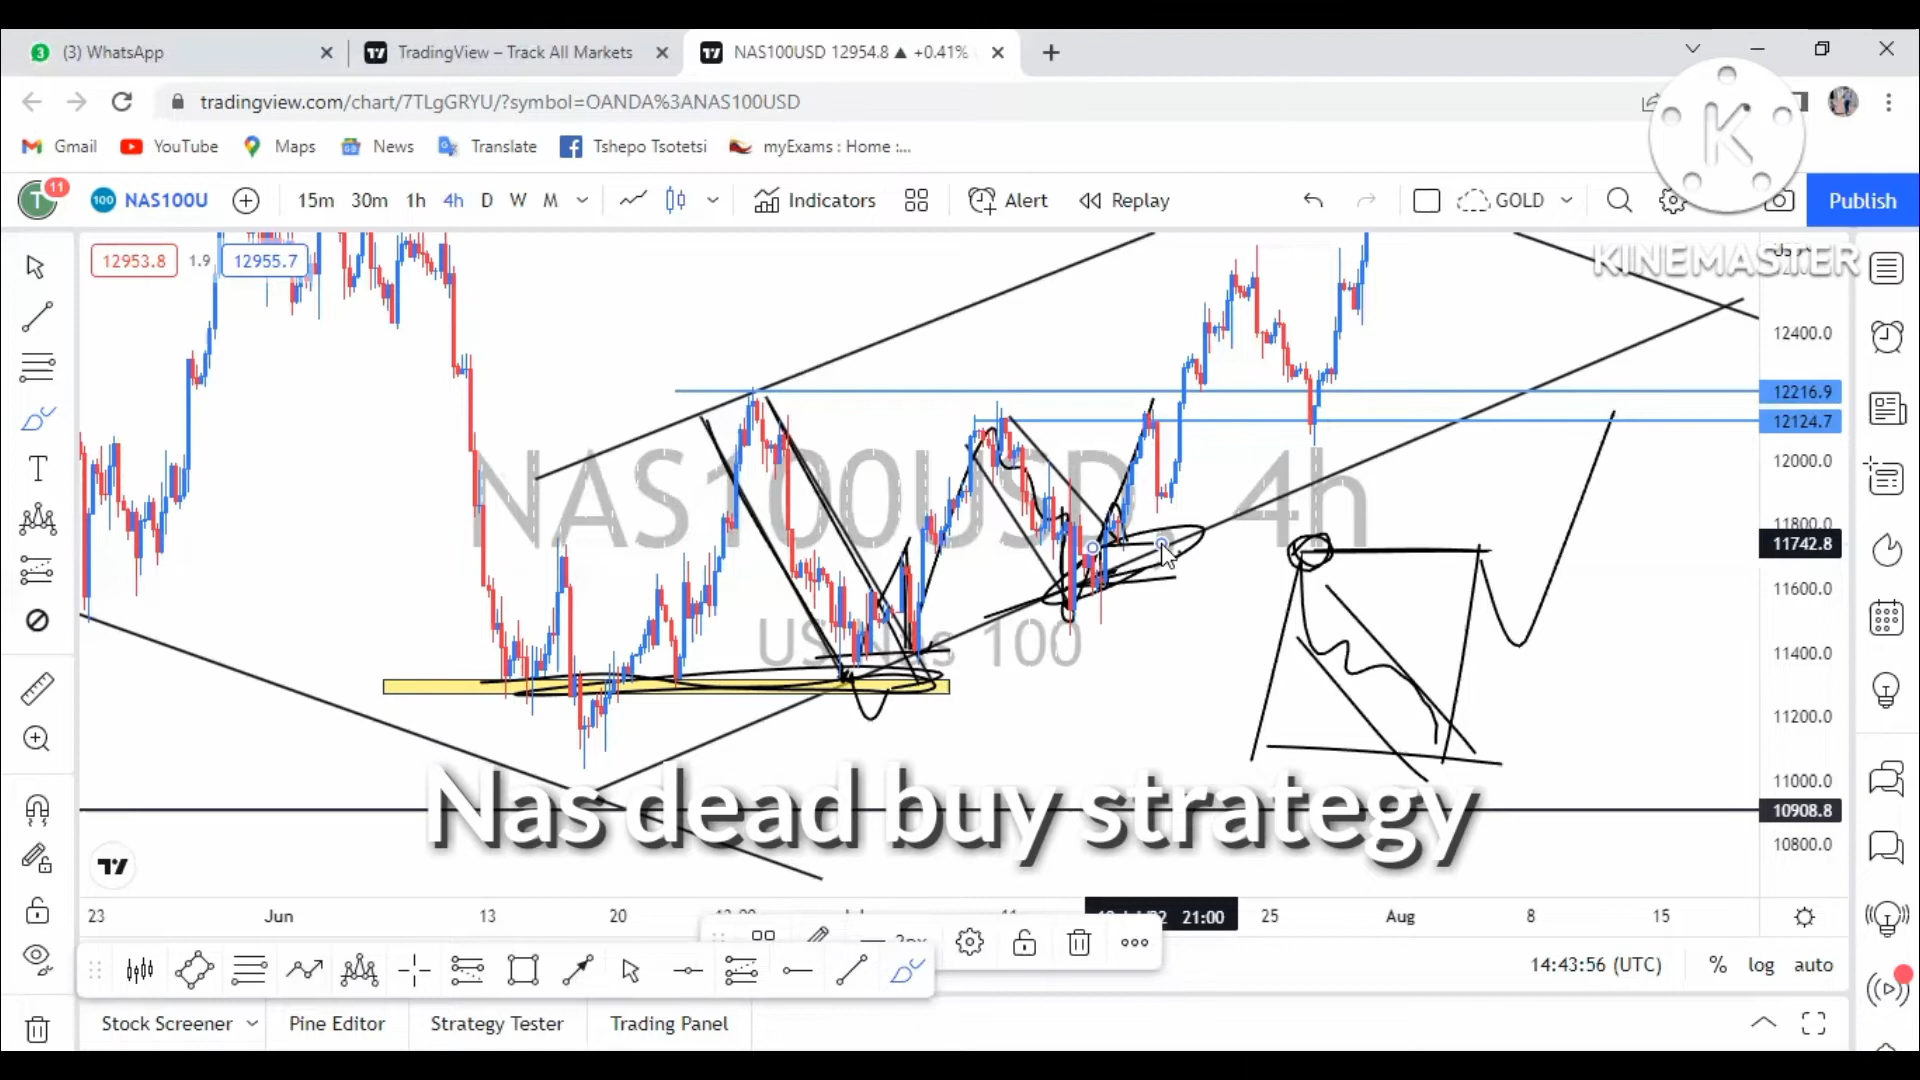 (3) WhatsApp
TradingView – Track All Markets
NAS100USD 12954.8 ▲ +0.41%
tradingview.com/chart/7TLgGRYU/?symbol=OANDA%3ANAS100USD
Gmail
YouTube
Maps
News
Translate
Tshepo Tsotetsi
myExams : Home :...
K
T
11
100
NAS100U
15m
30m
1h
4h
D
W
M
Indicators
Alert
Replay
GOLD
Publish
12953.8
1.9
12955.7
KINEMASTER
12400.0
12216.9
12124.7
12000.0
11800.0
11742.8
11600.0
11400.0
11200.0
11000.0
10908.8
10800.0
NAS100USD 4h
US Nas 100
Nas dead buy strategy
23
Jun
13
20
21:00
25
Aug
8
15
14:43:56 (UTC)
%
log
auto
Stock Screener
Pine Editor
Strategy Tester
Trading Panel